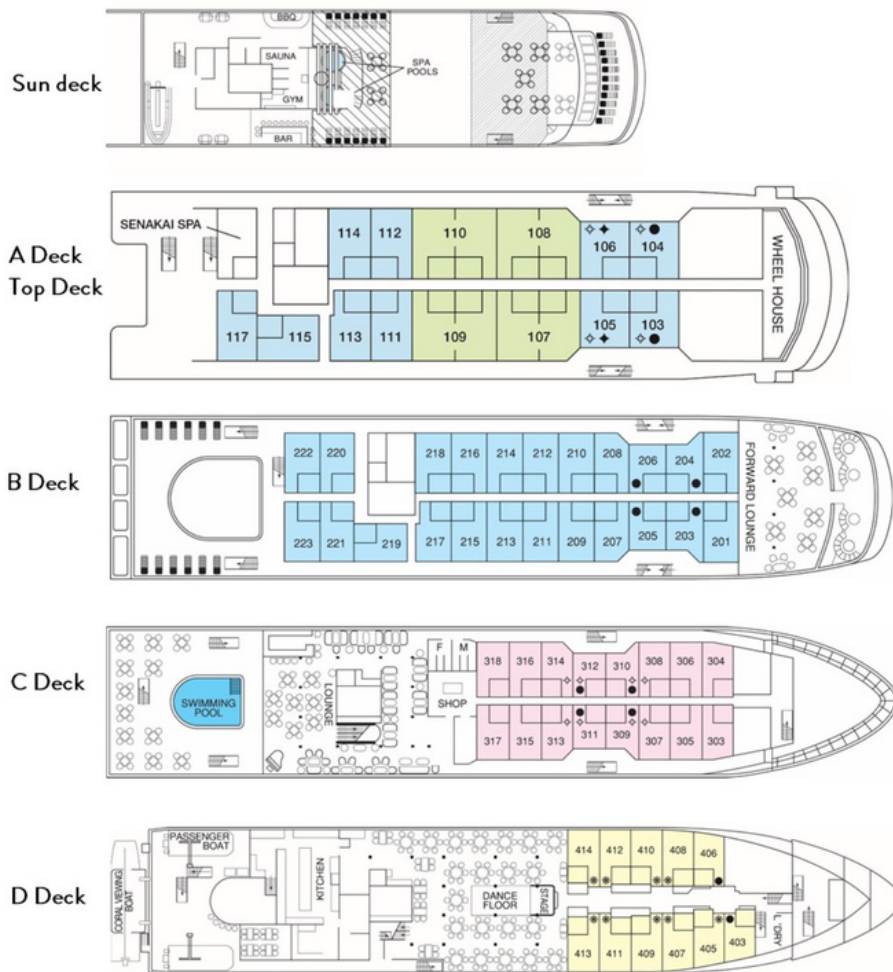 Sun deck
BBQ
SAUNA
SPA
POOLS
GYM
BAR
A Deck
Top Deck
SENAKAI SPA
114 112 110 108 106 104
117 115 113 111 109 107 105 103
WHEEL HOUSE
B Deck
222 220 218 216 214 212 210 208 206 204 202
223 221 219 217 215 213 211 209 207 205 203 201
FORWARD LOUNGE
C Deck
SWIMMING
POOL
LOUNGE
F M
SHOP
318 316 314 312 310 308 306 304
317 315 313 311 309 307 305 303
D Deck
PASSENGER
BOAT
CORAL VIEWING
BOAT
KITCHEN
DANCE
FLOOR
STAGE
414 412 410 408 406
413 411 409 407 405 403
L'DRY